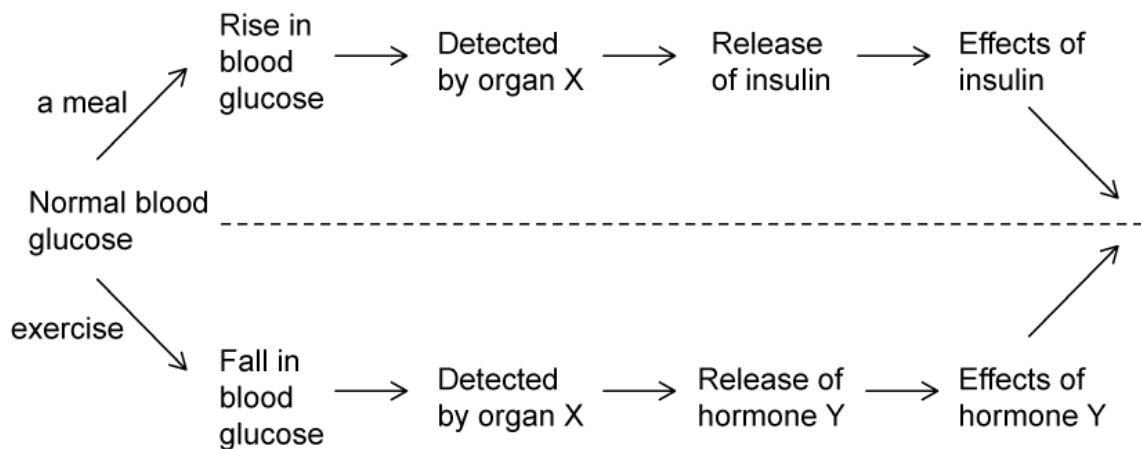 Rise in
blood
glucose
Detected
by organ X
Release
of insulin
Effects of
insulin
a meal
Normal blood
glucose
exercise
Fall in
blood
glucose
Detected
by organ X
Release of
hormone Y
Effects of
hormone Y